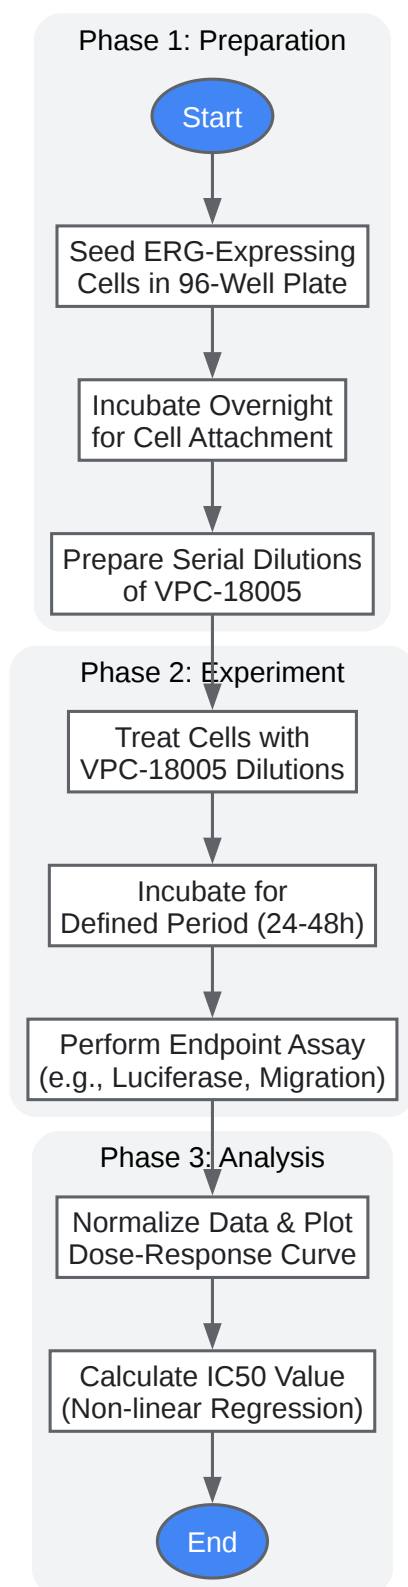 Phase 1: Preparation
Start
Seed ERG-Expressing
Cells in 96-Well Plate
Incubate Overnight
for Cell Attachment
Prepare Serial Dilutions
of VPC-18005
Phase 2: Experiment
Treat Cells with
VPC-18005 Dilutions
Incubate for
Defined Period (24-48h)
Perform Endpoint Assay
(e.g., Luciferase, Migration)
Phase 3: Analysis
Normalize Data & Plot
Dose-Response Curve
Calculate IC50 Value
(Non-linear Regression)
End